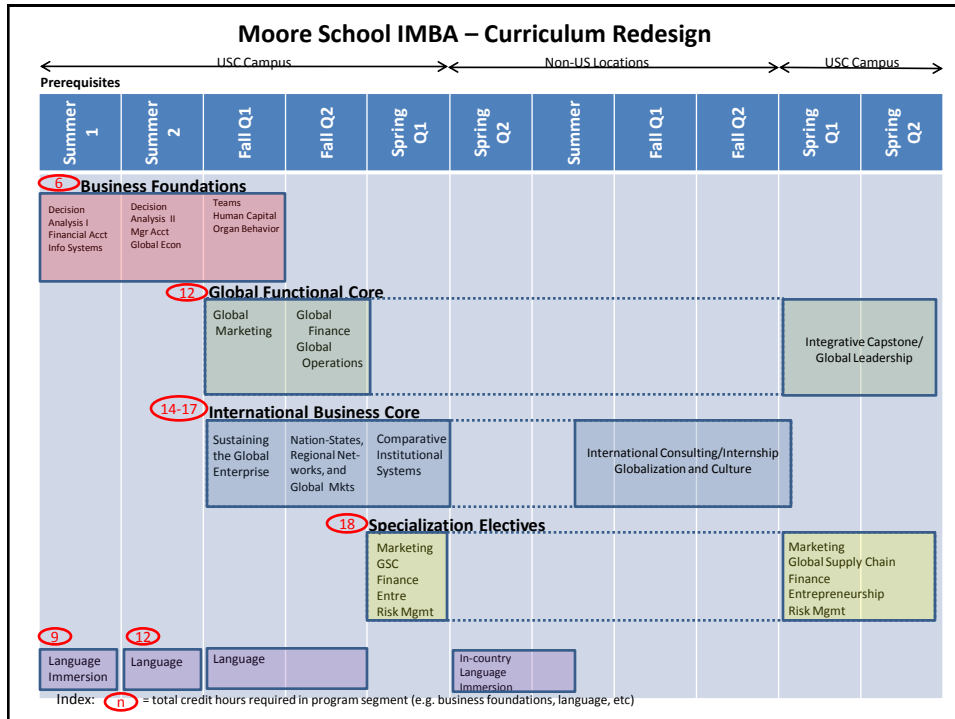 Moore School IMBA – Curriculum Redesign
USC Campus
Non-US Locations
USC Campus
Prerequisites
Summer
1
Summer
2
Fall Q1
Fall Q2
Spring
Q1
Spring
Q2
Summer
Fall Q1
Fall Q2
Spring
Q1
Spring
Q2
6
Business Foundations
Decision
Analysis I
Financial Acct
Info Systems
Decision
Analysis II
Mgr Acct
Global Econ
Teams
Human Capital
Organ Behavior
12
Global Functional Core
Global
Marketing
Global
Finance
Global
Operations
Integrative Capstone/
Global Leadership
14-17
International Business Core
Sustaining
the Global
Enterprise
Nation-States,
Regional Net-
works, and
Global Mkts
Comparative
Institutional
Systems
International Consulting/Internship
Globalization and Culture
18
Specialization Electives
Marketing
GSC
Finance
Entre
Risk Mgmt
Marketing
Global Supply Chain
Finance
Entrepreneurship
Risk Mgmt
9
12
Language
Immersion
Language
Language
In-country
Language
Immersion
Index: n = total credit hours required in program segment (e.g. business foundations, language, etc)